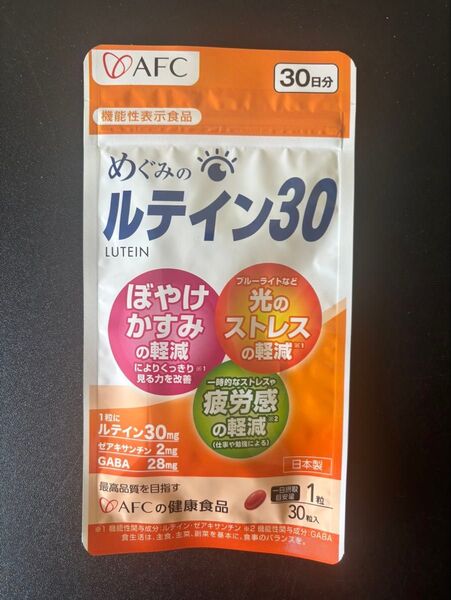 AFC
30日分
機能性表示食品
めぐみの
ルテイン30
LUTEIN
ぼやけ
かすみ
の軽減
によりくっきり※1
見る力を改善
ブルーライトなど
光の
ストレス
の軽減※1
一時的なストレスや
疲労感
の軽減※2
(仕事や勉強による)
1粒に
ルテイン30mg
ゼアキサンチン 2mg
GABA 28mg
日本製
最高品質を目指す
AFCの健康食品
一日摂取
目安量
1粒
30粒入
※1 機能性関与成分:ルテイン・ゼアキサンチン ※2 機能性関与成分:GABA
食生活は、主食、主菜、副菜を基本に、食事のバランスを。